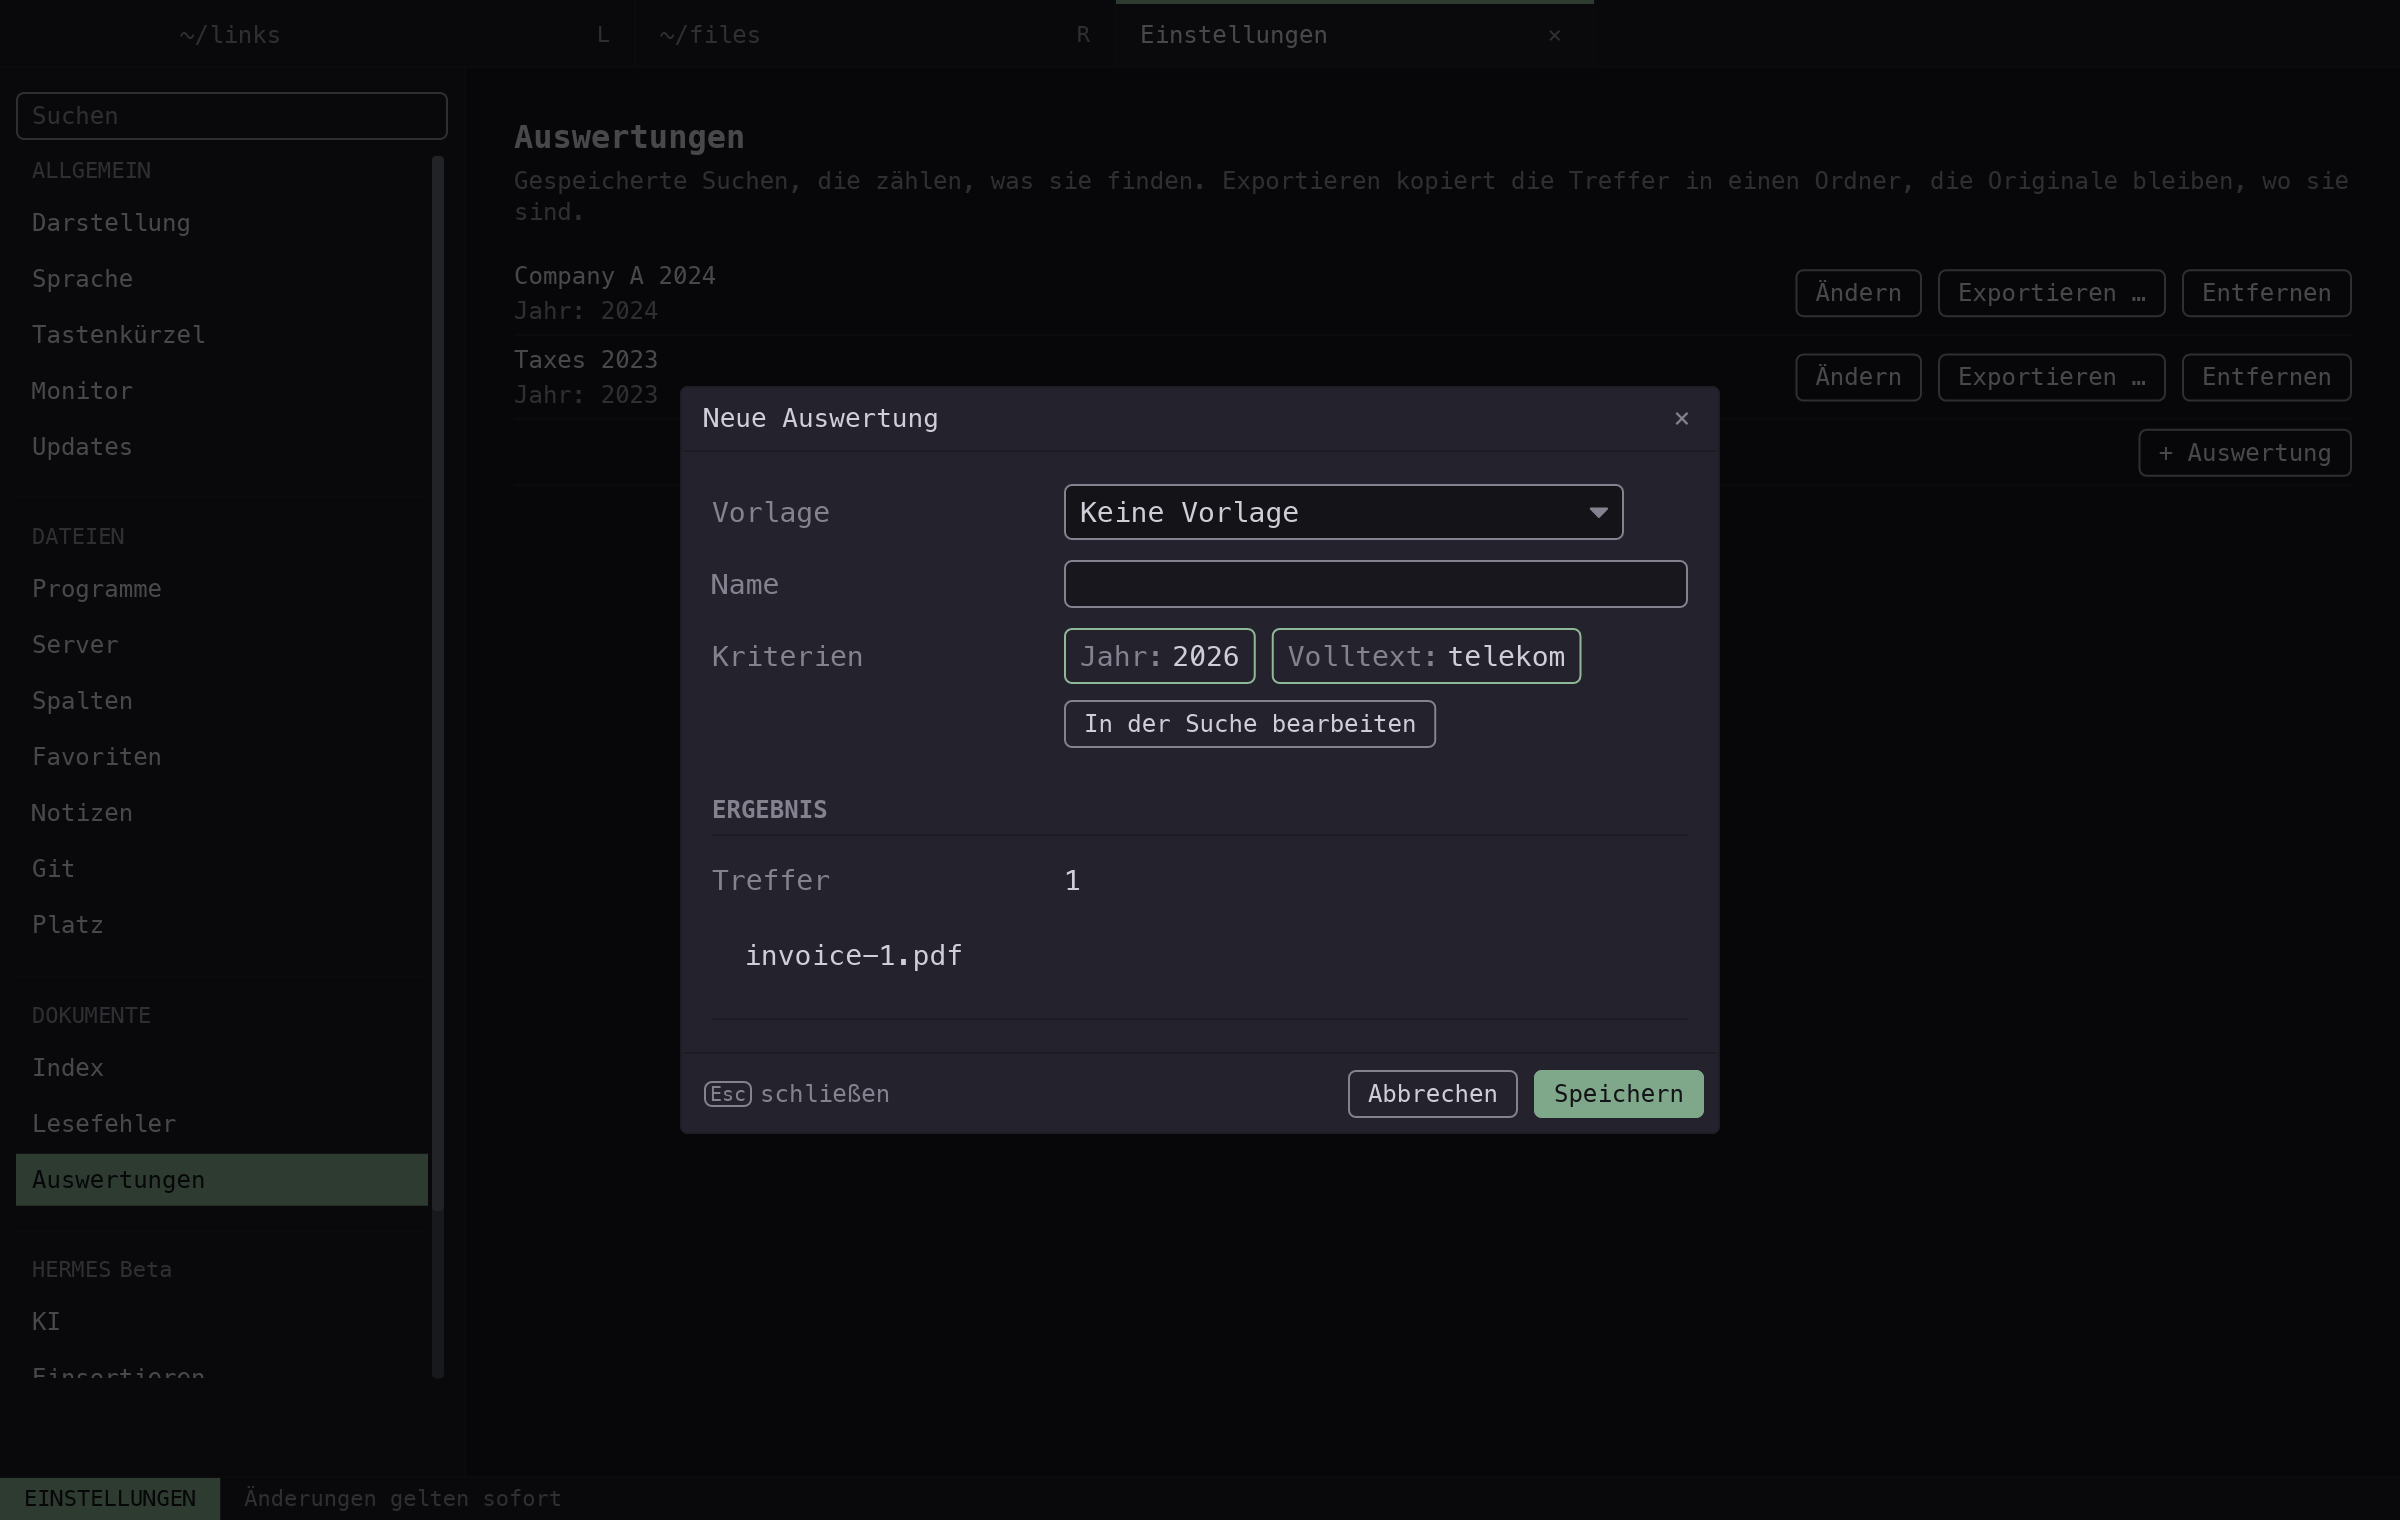 ~/links L ~/files R Einstellungen ×
Suchen
ALLGEMEIN
Darstellung
Sprache
Tastenkürzel
Monitor
Updates
DATEIEN
Programme
Server
Spalten
Favoriten
Notizen
Git
Platz
DOKUMENTE
Index
Lesefehler
Auswertungen
HERMES Beta
KI
Einsortieren
Auswertungen
Gespeicherte Suchen, die zählen, was sie finden. Exportieren kopiert die Treffer in einen Ordner, die Originale bleiben, wo sie
sind.
Company A 2024
Jahr: 2024
Ändern Exportieren … Entfernen
Taxes 2023
Jahr: 2023
Ändern Exportieren … Entfernen
+ Auswertung
Neue Auswertung ×
Vorlage Keine Vorlage
Name
Kriterien Jahr: 2026 Volltext: telekom
In der Suche bearbeiten
ERGEBNIS
Treffer 1
invoice-1.pdf
Esc schließen Abbrechen Speichern
EINSTELLUNGEN Änderungen gelten sofort